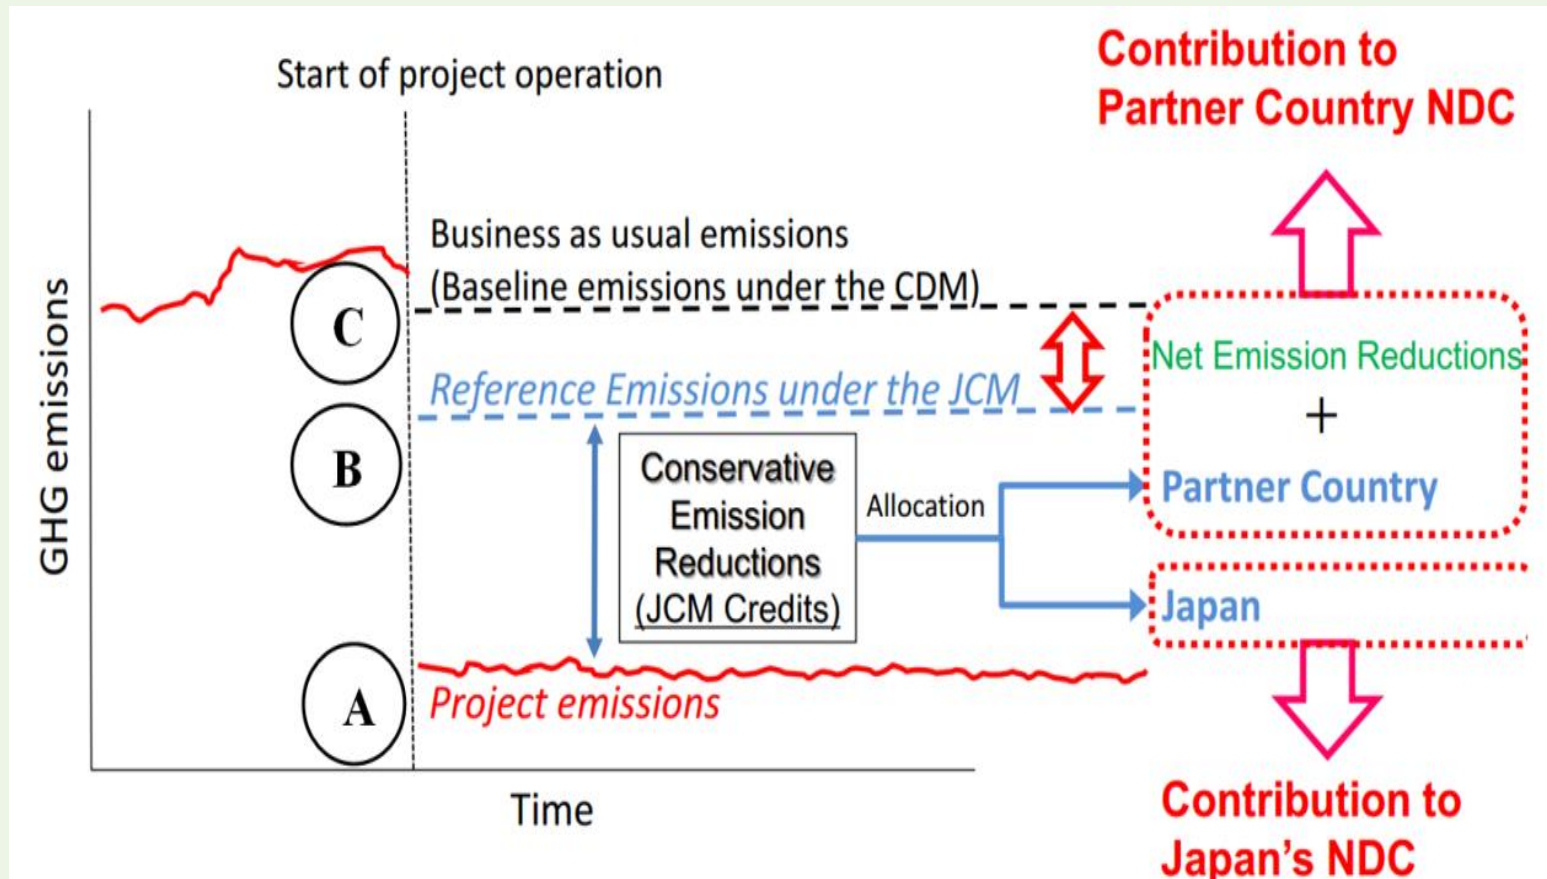 Contribution to
Partner Country NDC
Start of project operation
Business as usual emissions
(Baseline emissions under the CDM)
C
Net Emission Reductions
Reference Emissions under the JCM
+
B
Conservative
Emission
Reductions
(JCM Credits)
Allocation
Partner Country
Japan
GHG emissions
A
Project emissions
Time
Contribution to
Japan's NDC